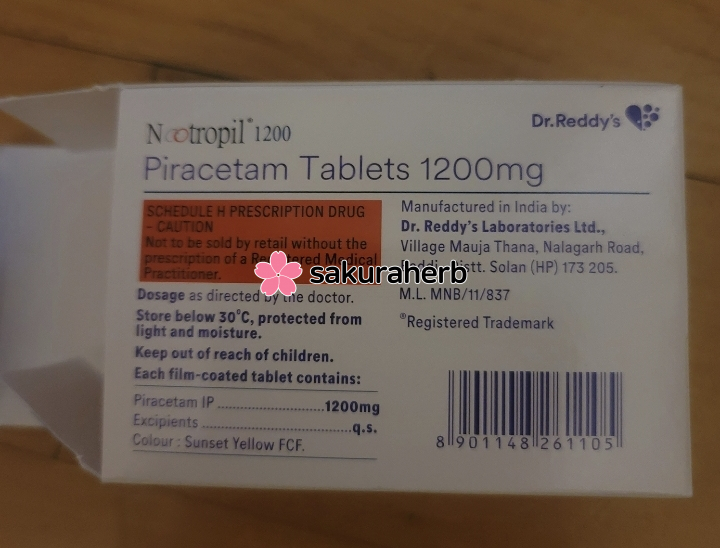 Nootropil® 1200
Dr.Reddy's
Piracetam Tablets 1200mg
SCHEDULE H PRESCRIPTION DRUG
– CAUTION
Not to be sold by retail without the
prescription of a Medical
Practitioner.
Dosage as directed by the doctor.
Store below 30°C, protected from
light and moisture.
Keep out of reach of children.
Each film-coated tablet contains:
Piracetam IP ........................1200mg
Excipients .................................q.s.
Colour : Sunset Yellow FCF.
Manufactured in India by:
Dr. Reddy's Laboratories Ltd.,
Village Mauja Thana, Nalagarh Road,
Solan (HP) 173 205.
M.L. MNB/11/837
®Registered Trademark
8 901148 261105
sakuraherb